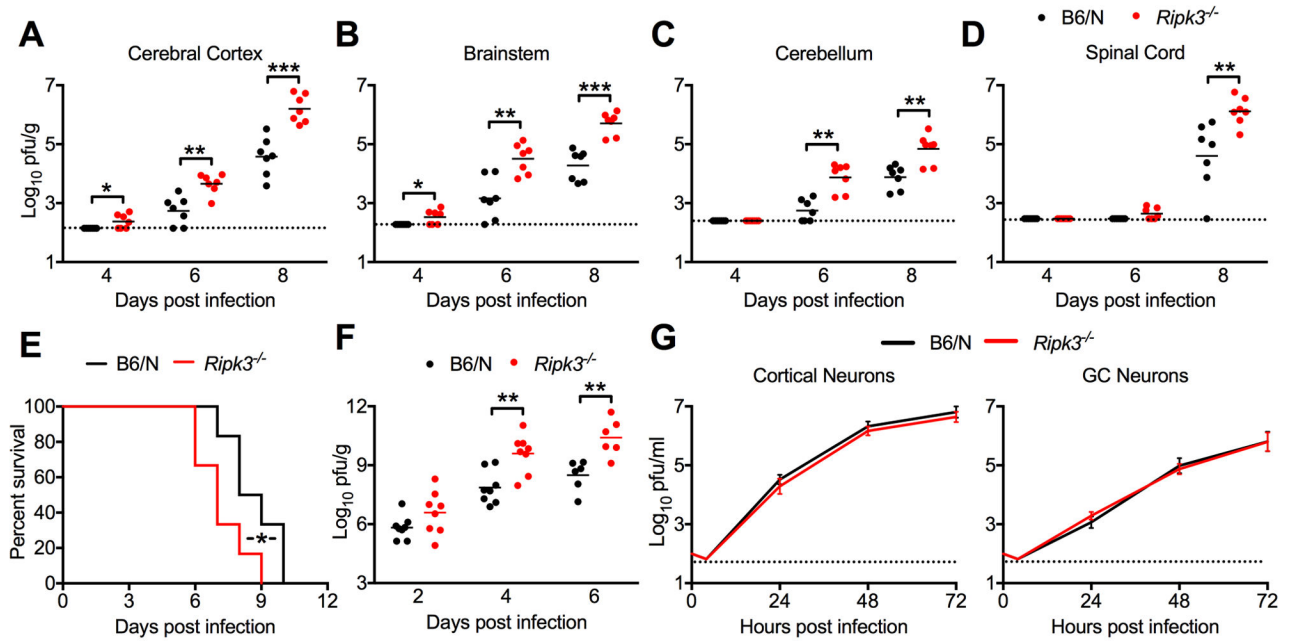 B6/N Ripk3-/-
A B C D
Cerebral Cortex Brainstem Cerebellum Spinal Cord
Log10 pfu/g
7 5 3 1
* ** ***
4 6 8
Days post infection
7 5 3 1
* ** ***
4 6 8
Days post infection
7 5 3 1
** **
4 6 8
Days post infection
7 5 3 1
**
4 6 8
Days post infection
E
B6/N Ripk3-/-
Percent survival
100 80 60 40 20 0
*
0 3 6 9 12
Days post infection
F
B6/N Ripk3-/-
Log10 pfu/g
12 9 6 3
** **
2 4 6
Days post infection
G
B6/N Ripk3-/-
Cortical Neurons GC Neurons
Log10 pfu/ml
7 5 3 1
0 24 48 72
Hours post infection
7 5 3 1
0 24 48 72
Hours post infection